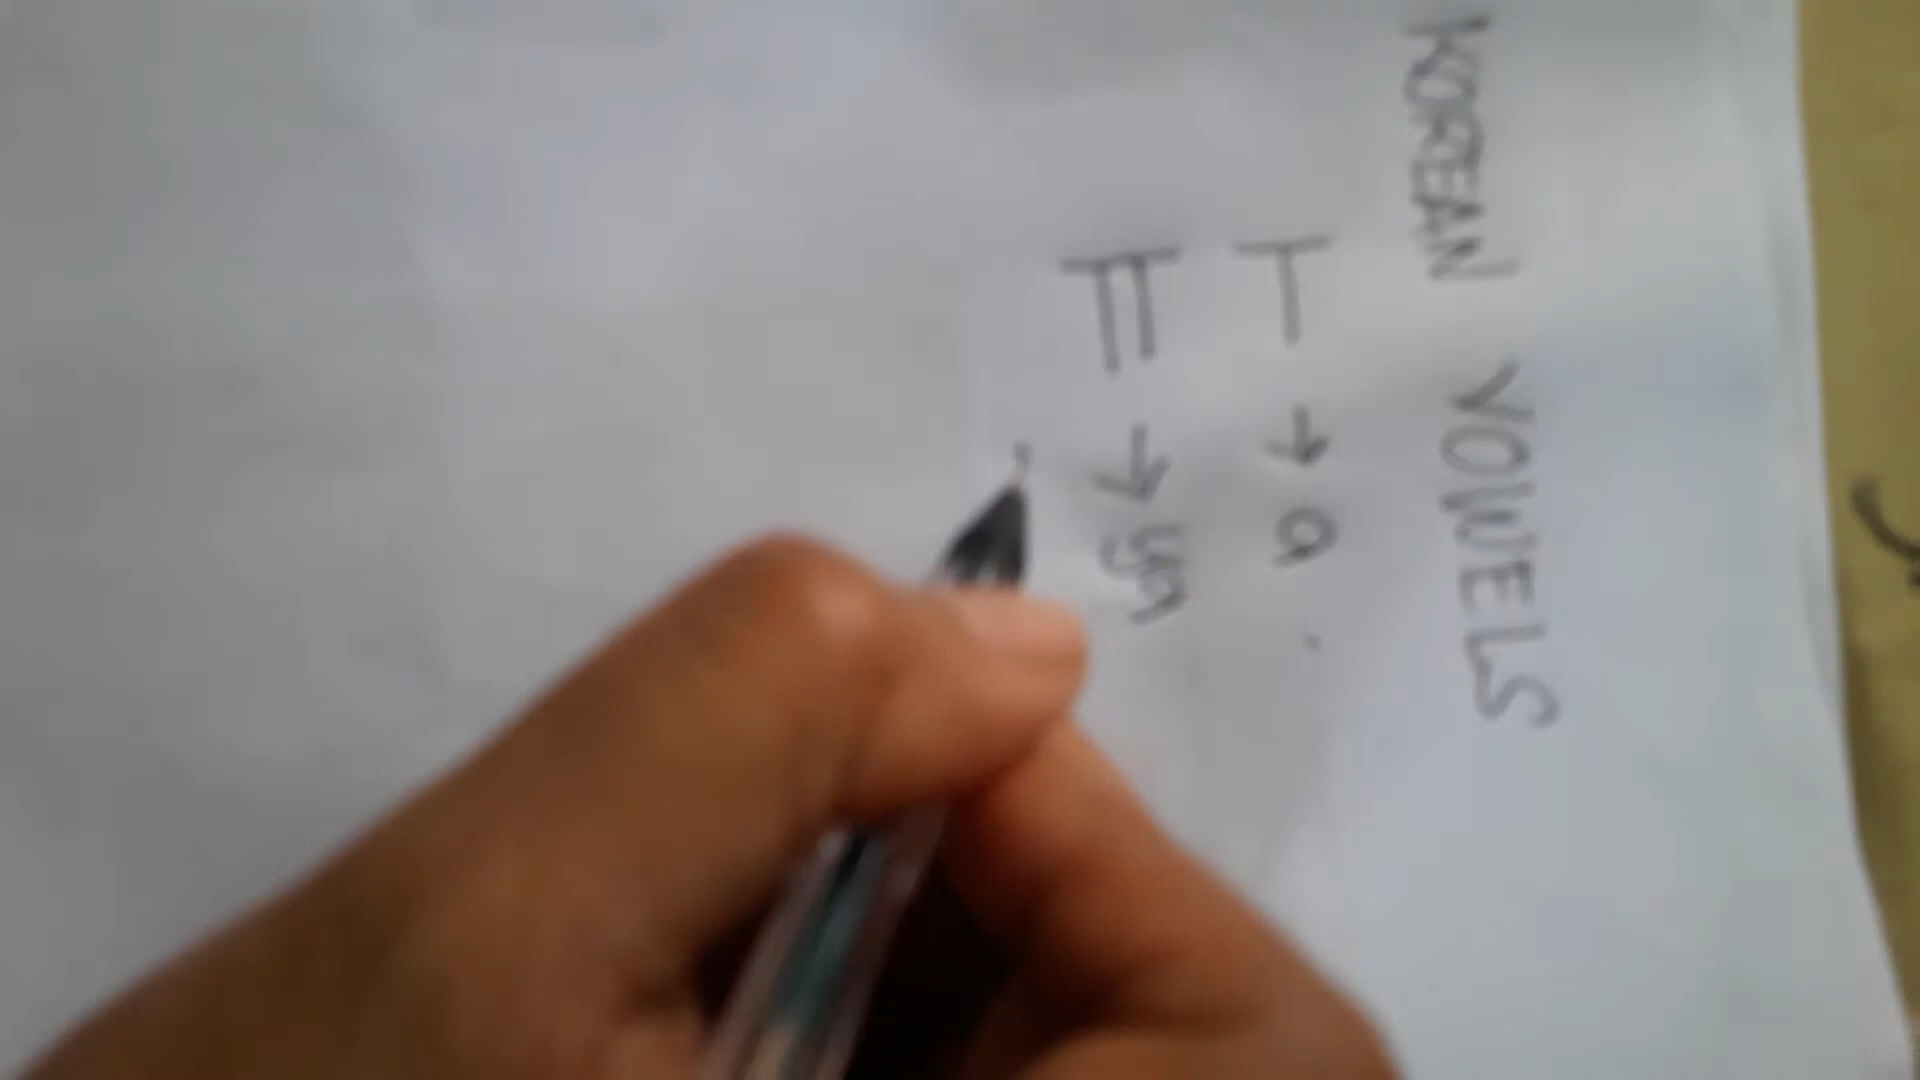 KOREAN VOWELS
ㅏ → a
ㅑ → ya